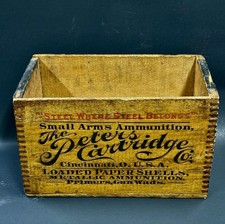 STEEL WHERE STEEL BELONGS
Small Arms Ammunition,
The Peters
Cartridge Co.
Cincinnati, O. U.S.A.
LOADED PAPER SHELLS,
METALLIC AMMUNITION,
Primers, Gun Wads.